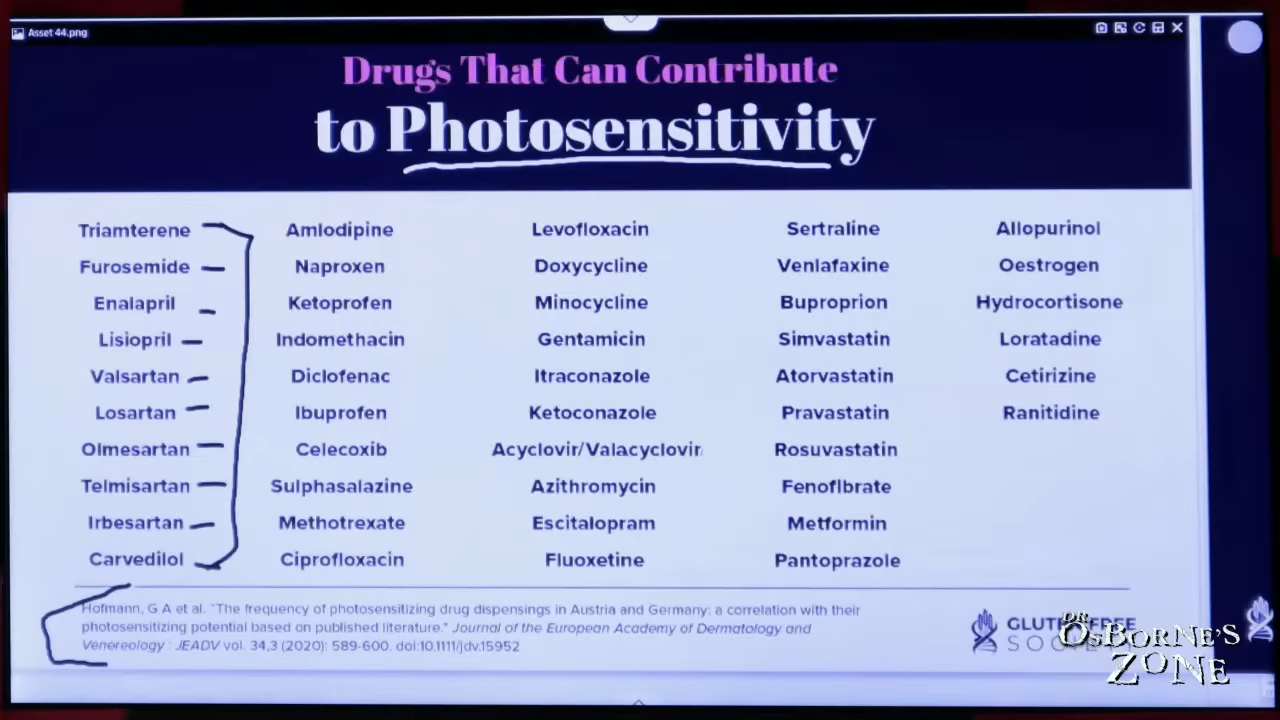 Asset 44.png
Drugs That Can Contribute
to Photosensitivity
Triamterene Amlodipine Levofloxacin Sertraline Allopurinol
Furosemide Naproxen Doxycycline Venlafaxine Oestrogen
Enalapril Ketoprofen Minocycline Buproprion Hydrocortisone
Lisiopril Indomethacin Gentamicin Simvastatin Loratadine
Valsartan Diclofenac Itraconazole Atorvastatin Cetirizine
Losartan Ibuprofen Ketoconazole Pravastatin Ranitidine
Olmesartan Celecoxib Acyclovir/Valacyclovir Rosuvastatin
Telmisartan Sulphasalazine Azithromycin Fenofibrate
Irbesartan Methotrexate Escitalopram Metformin
Carvedilol Ciprofloxacin Fluoxetine Pantoprazole
Hofmann, G A et al. "The frequency of photosensitizing drug dispensings in Austria and Germany: a correlation with their
photosensitizing potential based on published literature." Journal of the European Academy of Dermatology and
Venereology : JEADV vol. 34,3 (2020): 589-600. doi:10.1111/jdv.15952
DR
OSBORNE'S
ZONE